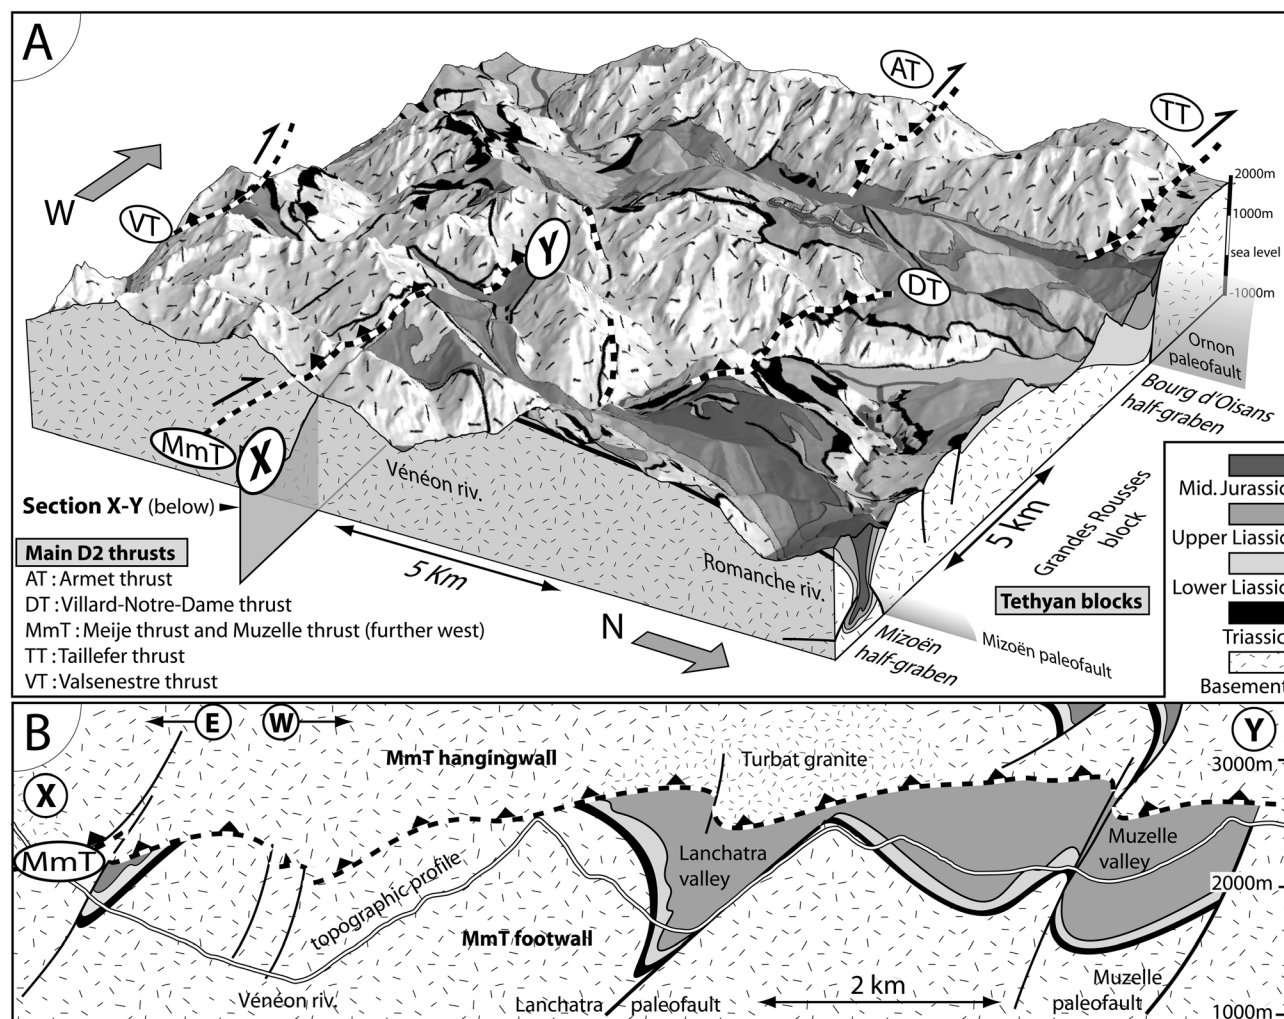 A
AT
TT
W
VT
Y
DT
2000m
1000m
sea level
-1000m
Ornon
paleofault
Bourg d'Oisans
half-graben
MmT
X
Vénéon riv.
Section X-Y (below)
Main D2 thrusts
AT : Armet thrust
DT : Villard-Notre-Dame thrust
MmT : Meije thrust and Muzelle thrust (further west)
TT : Taillefer thrust
VT : Valsenestre thrust
5 Km
Romanche riv.
N
5 km
Grandes Rousses
block
Tethyan blocks
Mizoën
half-graben
Mizoën paleofault
Mid. Jurassic
Upper Liassic
Lower Liassic
Triassic
Basement
B
E
W
X
Y
MmT hangingwall
Turbat granite
3000m
MmT
Lanchatra
valley
Muzelle
valley
topographic profile
2000m
MmT footwall
Vénéon riv.
Lanchatra paleofault
2 km
Muzelle
paleofault
1000m